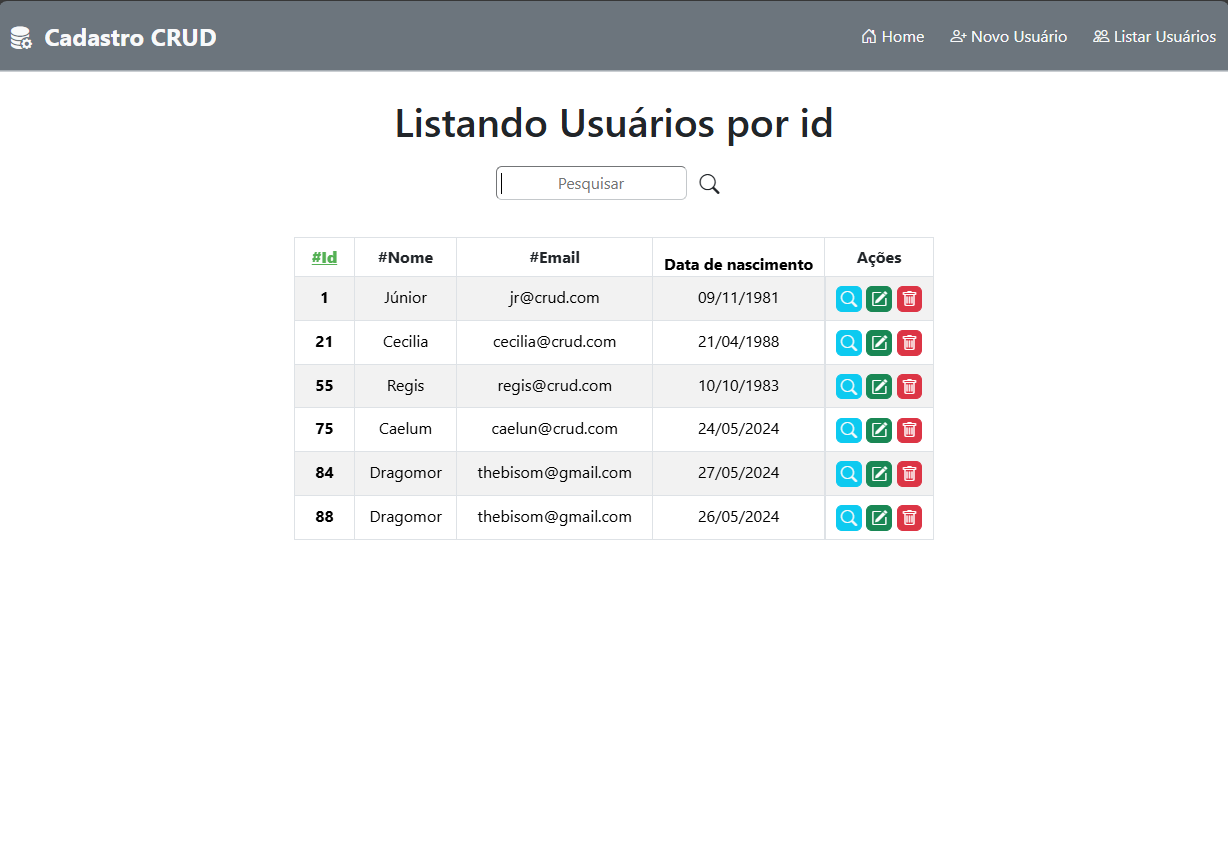 Cadastro CRUD Home Novo Usuário Listar Usuários
Listando Usuários por id
Pesquisar
#Id #Nome #Email Data de nascimento Ações
1 Júnior jr@crud.com 09/11/1981
21 Cecilia cecilia@crud.com 21/04/1988
55 Regis regis@crud.com 10/10/1983
75 Caelum caelun@crud.com 24/05/2024
84 Dragomor thebisom@gmail.com 27/05/2024
88 Dragomor thebisom@gmail.com 26/05/2024